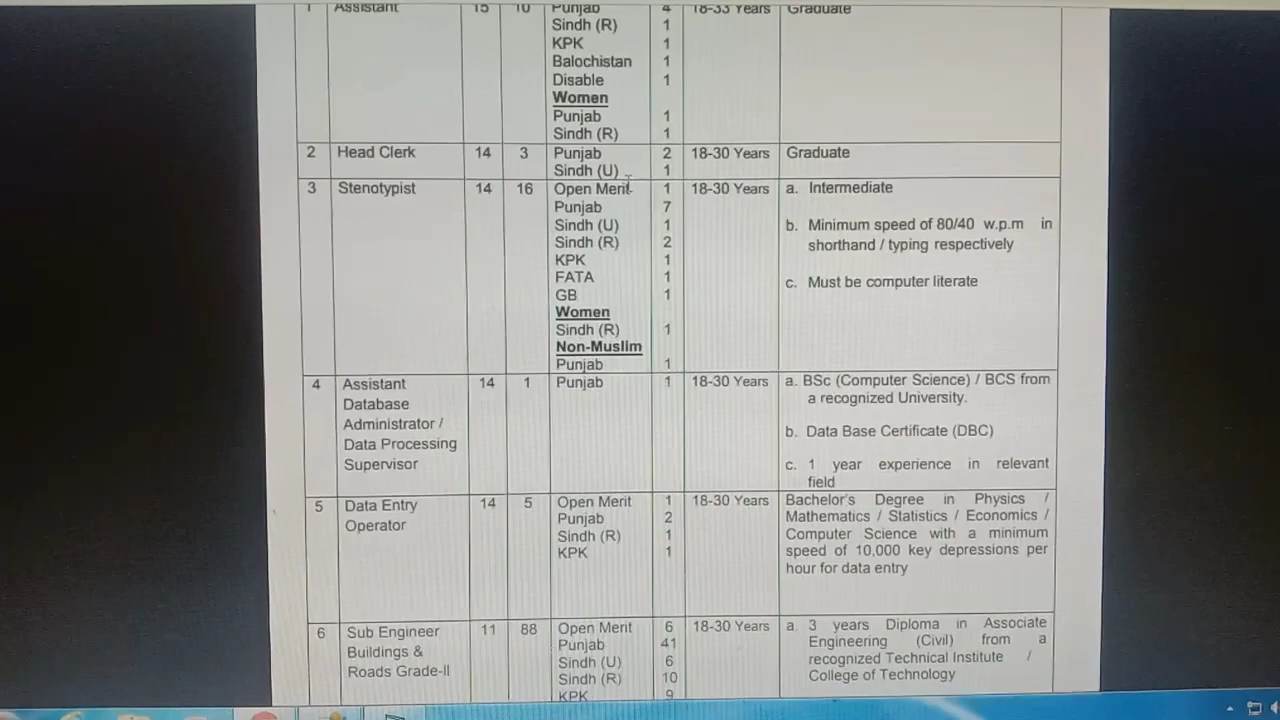 1 Assistant 15 10 Punjab 4 18-33 Years Graduate
Sindh (R) 1
KPK 1
Balochistan 1
Disable 1
Women
Punjab 1
Sindh (R) 1
2 Head Clerk 14 3 Punjab 2 18-30 Years Graduate
Sindh (U) 1
3 Stenotypist 14 16 Open Merit 1 18-30 Years a. Intermediate
Punjab 7
Sindh (U) 1 b. Minimum speed of 80/40 w.p.m in
Sindh (R) 2 shorthand / typing respectively
KPK 1
FATA 1 c. Must be computer literate
GB 1
Women
Sindh (R) 1
Non-Muslim
Punjab 1
4 Assistant 14 1 Punjab 1 18-30 Years a. BSc (Computer Science) / BCS from
Database a recognized University.
Administrator /
Data Processing b. Data Base Certificate (DBC)
Supervisor c. 1 year experience in relevant
field
5 Data Entry 14 5 Open Merit 1 18-30 Years Bachelor's Degree in Physics /
Operator Punjab 2 Mathematics / Statistics / Economics /
Sindh (R) 1 Computer Science with a minimum
KPK 1 speed of 10,000 key depressions per
hour for data entry
6 Sub Engineer 11 88 Open Merit 6 18-30 Years a. 3 years Diploma in Associate
Buildings & Punjab 41 Engineering (Civil) from a
Roads Grade-II Sindh (U) 6 recognized Technical Institute /
Sindh (R) 10 College of Technology
KPK 9